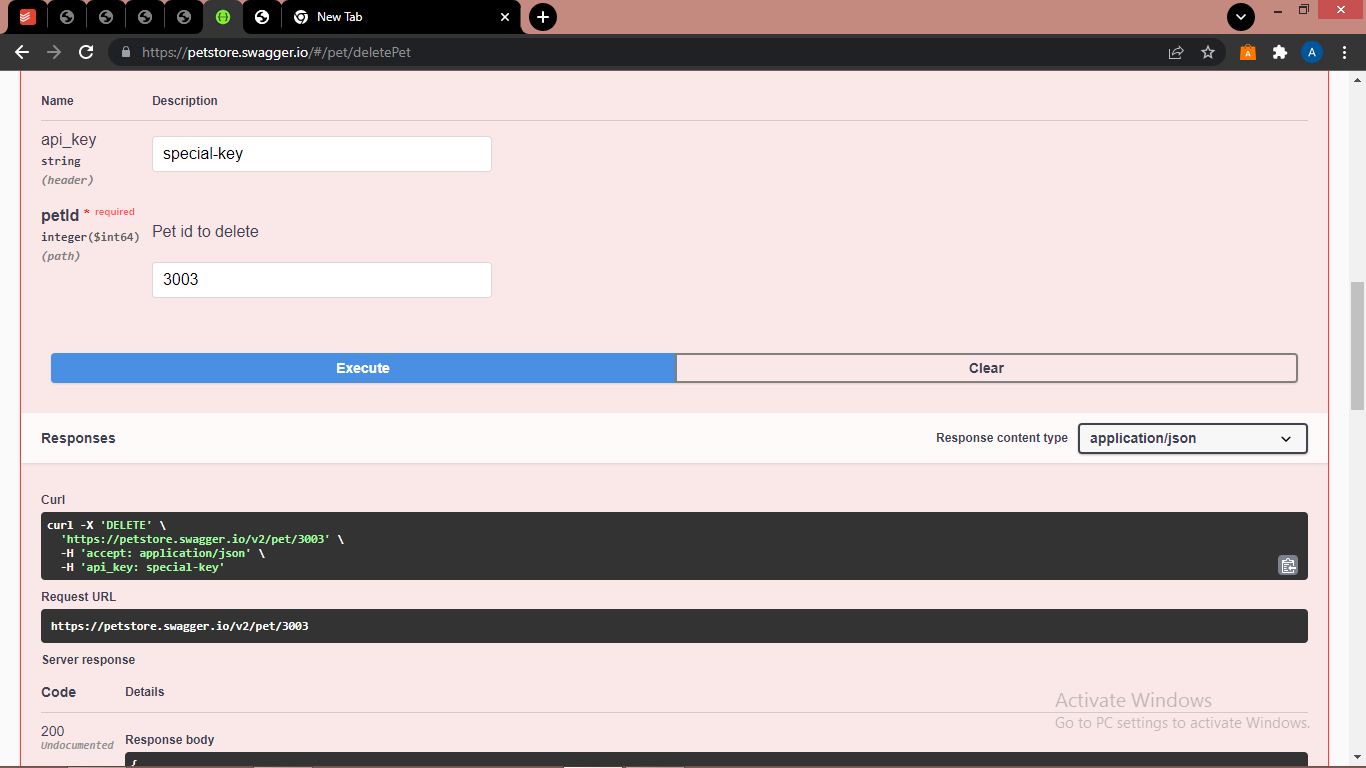 New Tab
https://petstore.swagger.io/#/pet/deletePet
A
A
Name Description
api_key
string
(header)
special-key
petId * required
integer($int64)
(path)
Pet id to delete
3003
Execute Clear
Responses Response content type application/json
Curl
curl -X 'DELETE' \
'https://petstore.swagger.io/v2/pet/3003' \
-H 'accept: application/json' \
-H 'api_key: special-key'
Request URL
https://petstore.swagger.io/v2/pet/3003
Server response
Code Details
200
Undocumented
Response body
{
Activate Windows
Go to PC settings to activate Windows.